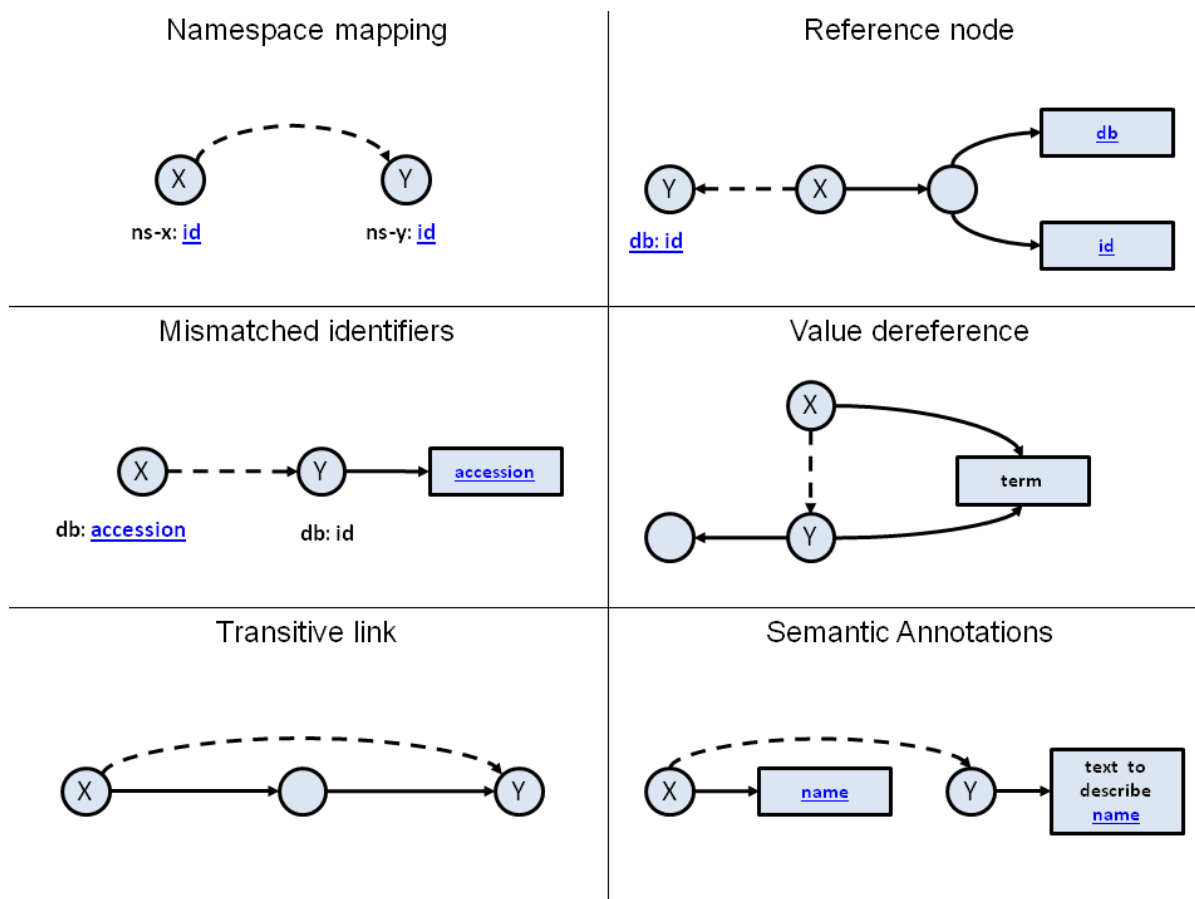 Namespace mapping
X
Y
ns-x: id
ns-y: id
Reference node
db
Y
X
db: id
id
Mismatched identifiers
X
Y
accession
db: accession
db: id
Value dereference
X
term
Y
Transitive link
X
Y
Semantic Annotations
X
name
Y
text to
describe
name